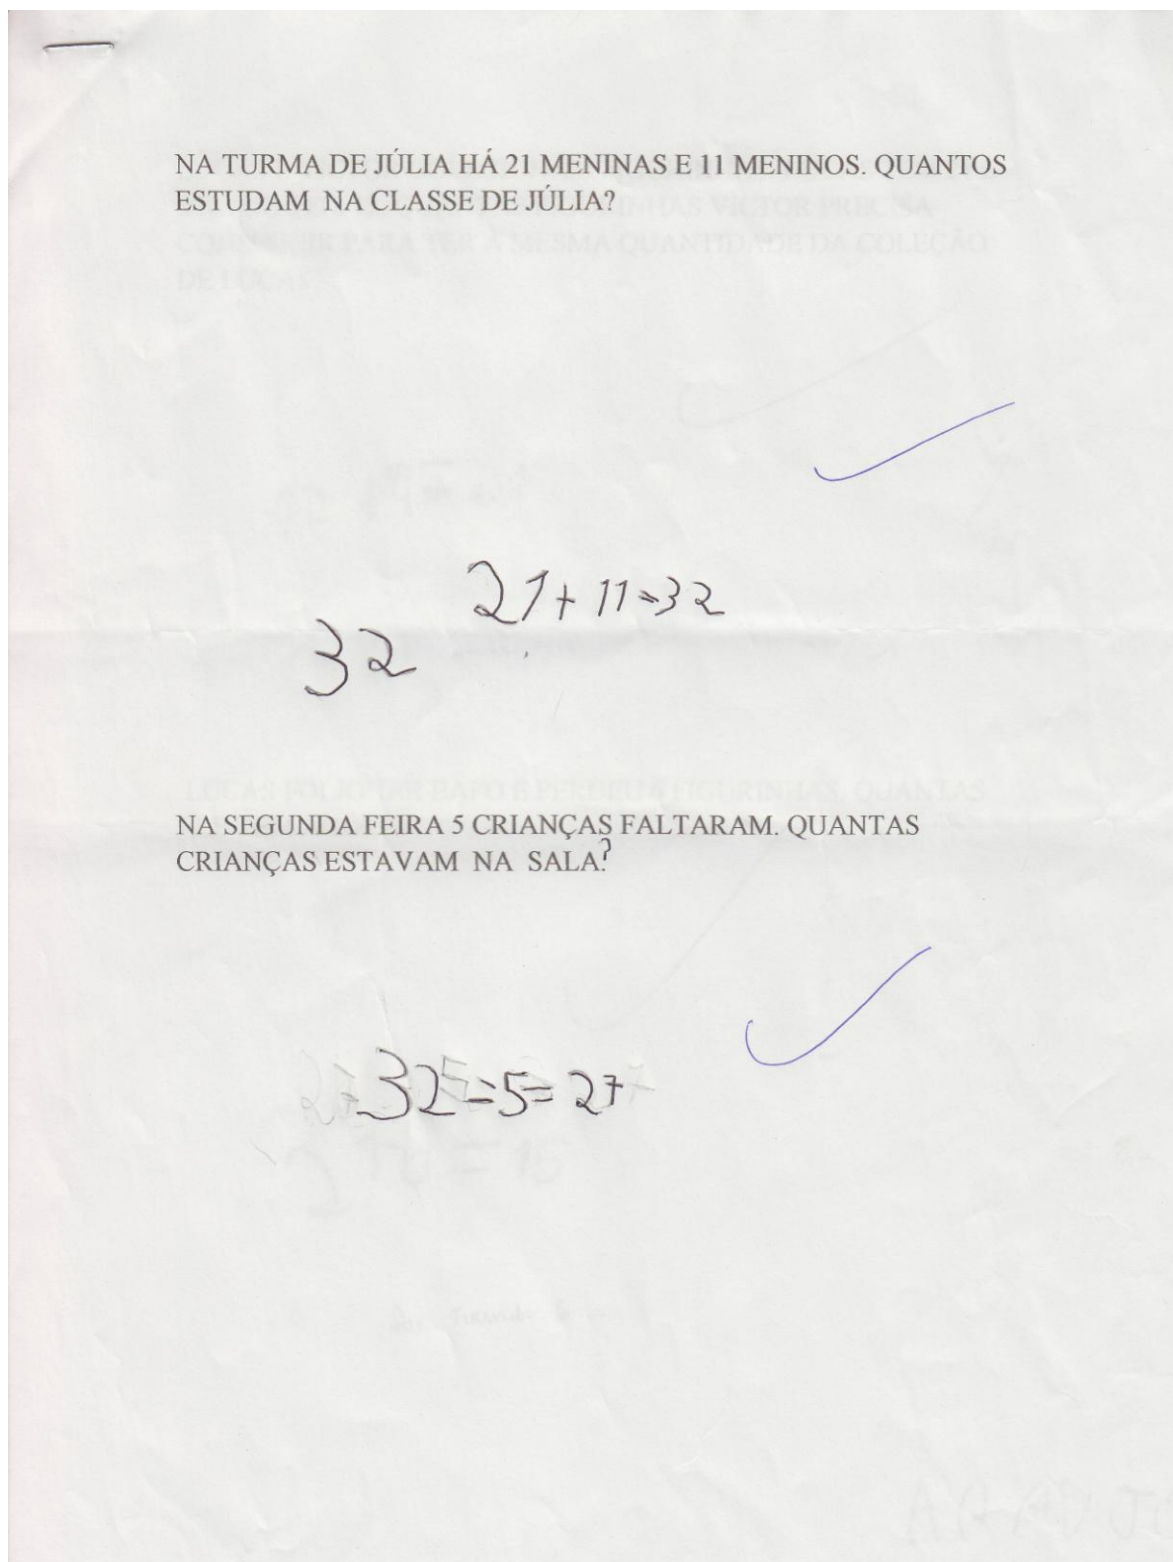 NA TURMA DE JÚLIA HÁ 21 MENINAS E 11 MENINOS. QUANTOS
ESTUDAM NA CLASSE DE JÚLIA?
21 + 11 = 32
32
NA SEGUNDA FEIRA 5 CRIANÇAS FALTARAM. QUANTAS
CRIANÇAS ESTAVAM NA SALA?
32 = 5 = 27